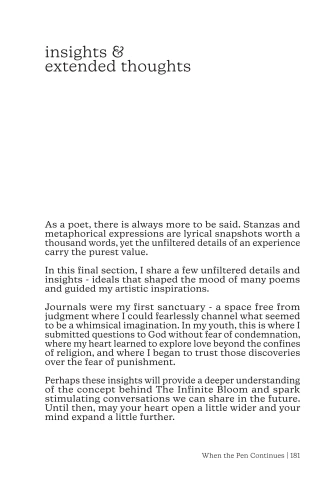 insights &
extended thoughts
As a poet, there is always more to be said. Stanzas and
metaphorical expressions are lyrical snapshots worth a
thousand words, yet the unfiltered details of an experience
carry the purest value.
In this final section, I share a few unfiltered details and
insights - ideals that shaped the mood of many poems
and guided my artistic inspirations.
Journals were my first sanctuary - a space free from
judgment where I could fearlessly channel what seemed
to be a whimsical imagination. In my youth, this is where I
submitted questions to God without fear of condemnation,
where my heart learned to explore love beyond the confines
of religion, and where I began to trust those discoveries
over the fear of punishment.
Perhaps these insights will provide a deeper understanding
of the concept behind The Infinite Bloom and spark
stimulating conversations we can share in the future.
Until then, may your heart open a little wider and your
mind expand a little further.
When the Pen Continues | 181